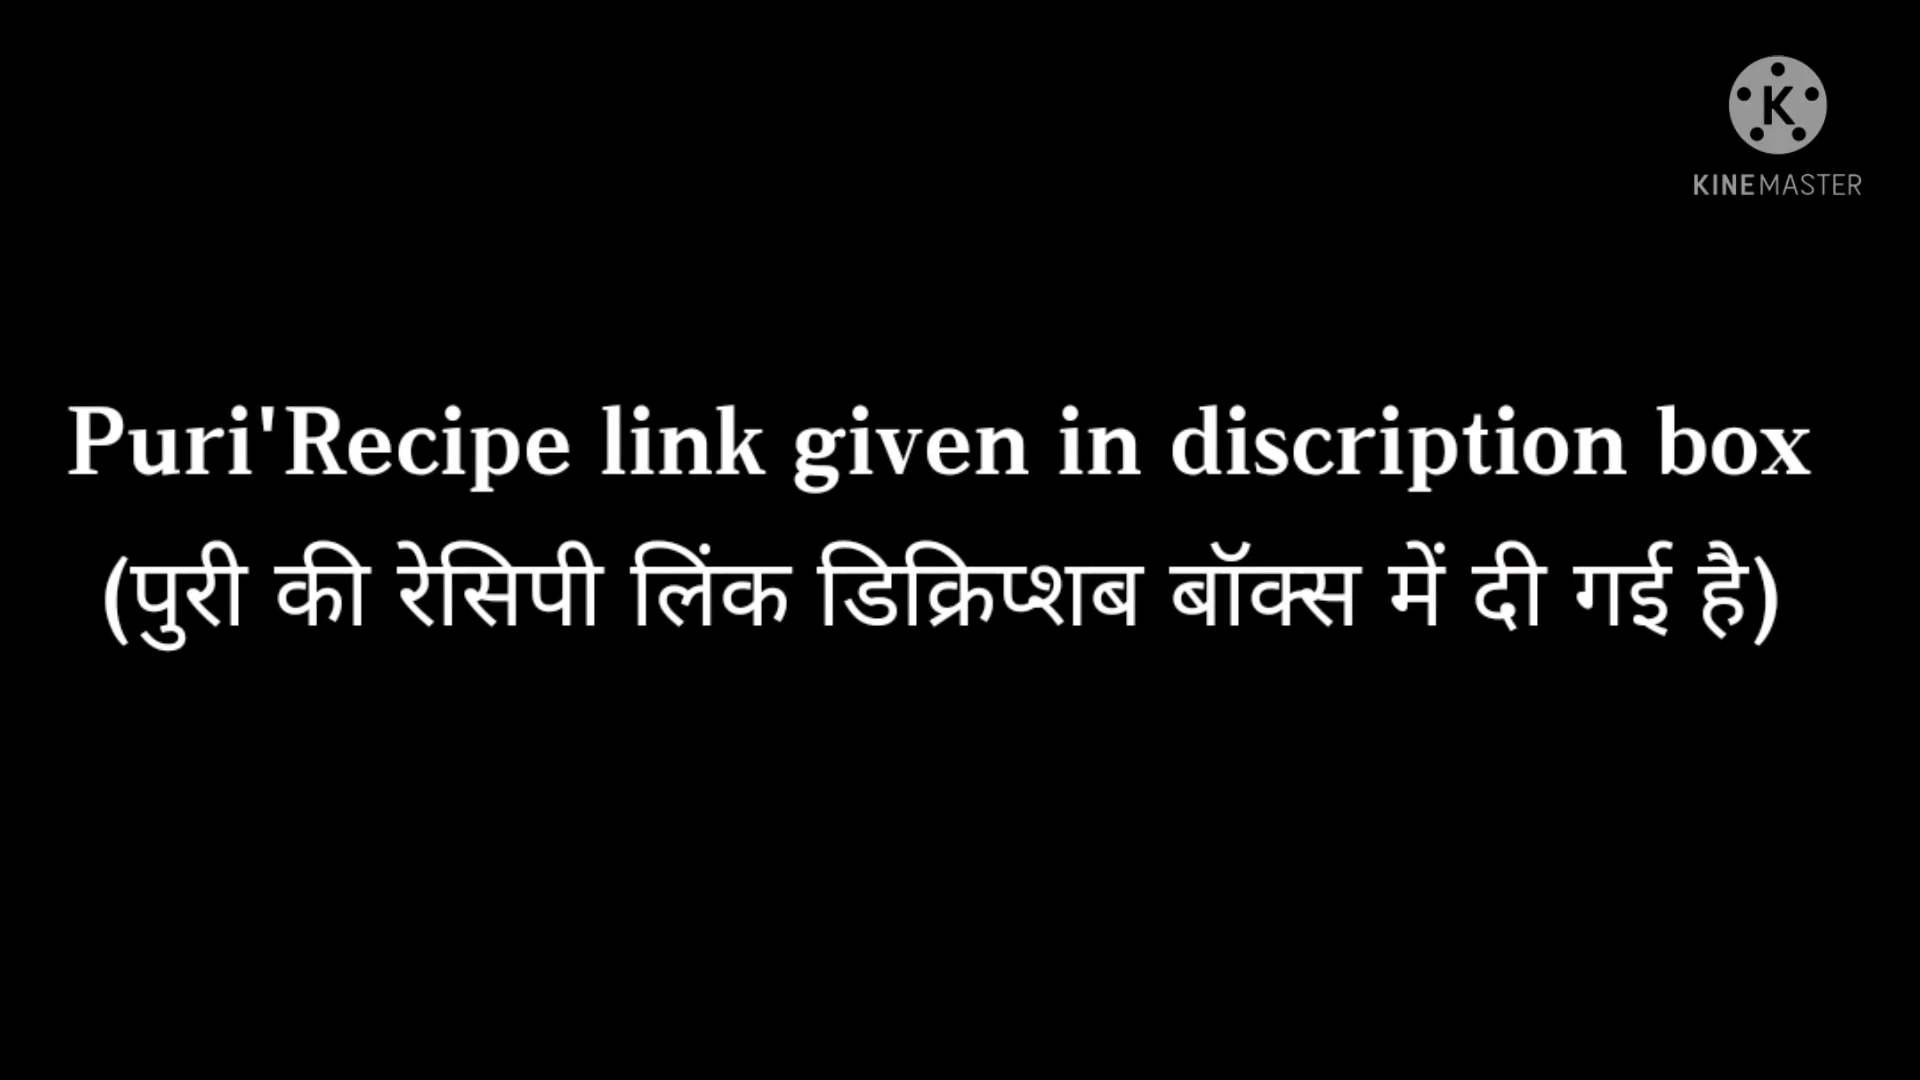 K
KINEMASTER
Puri'Recipe link given in discription box
(पुरी की रेसिपी लिंक डिक्रिप्शब बॉक्स में दी गई है)